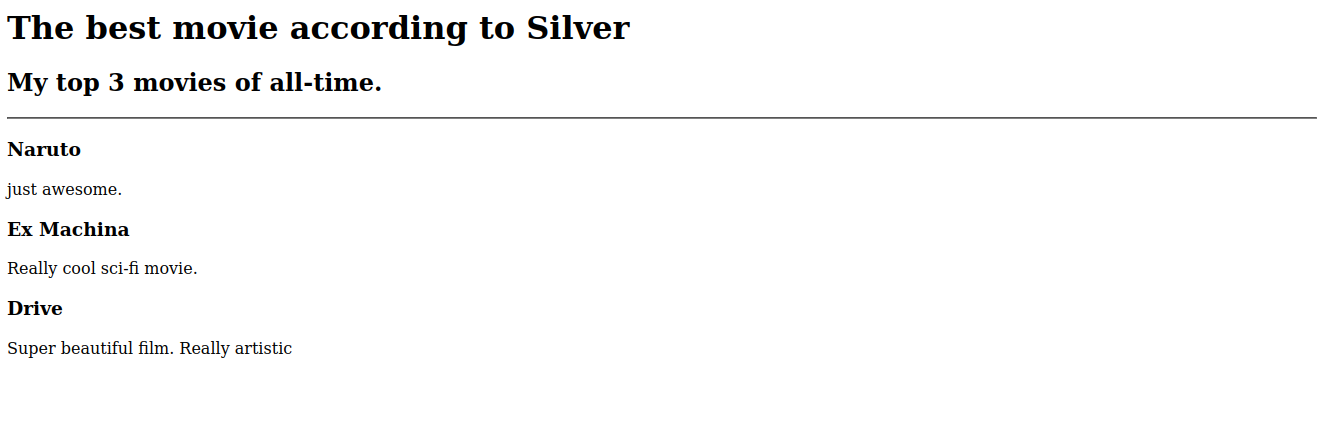 The best movie according to Silver
My top 3 movies of all-time.
Naruto
just awesome.
Ex Machina
Really cool sci-fi movie.
Drive
Super beautiful film. Really artistic